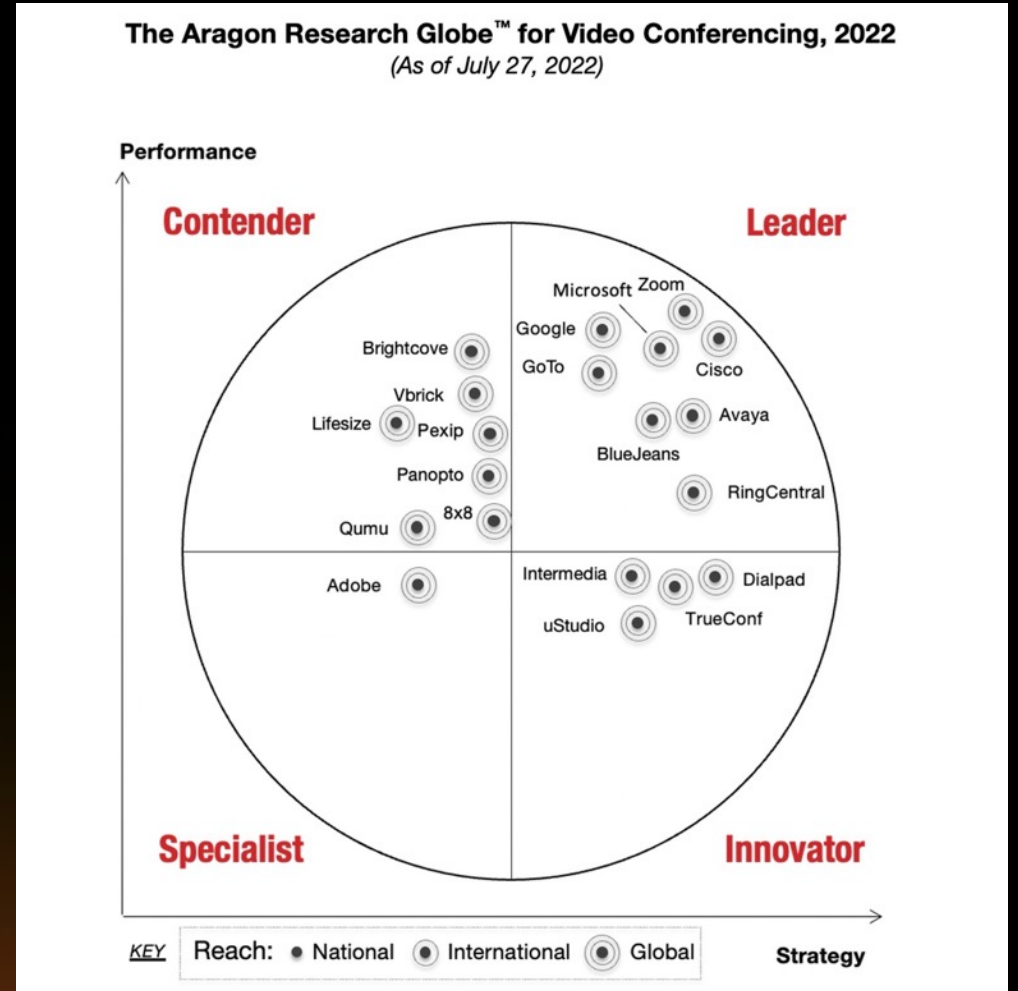 The Aragon Research Globe™ for Video Conferencing, 2022
(As of July 27, 2022)
Performance
Contender
Leader
Microsoft
Zoom
Google
Brightcove
GoTo
Cisco
Vbrick
Lifesize
Pexip
Avaya
BlueJeans
Panopto
RingCentral
8x8
Qumu
Intermedia
Dialpad
Adobe
TrueConf
uStudio
Specialist
Innovator
KEY
Reach: National International Global
Strategy